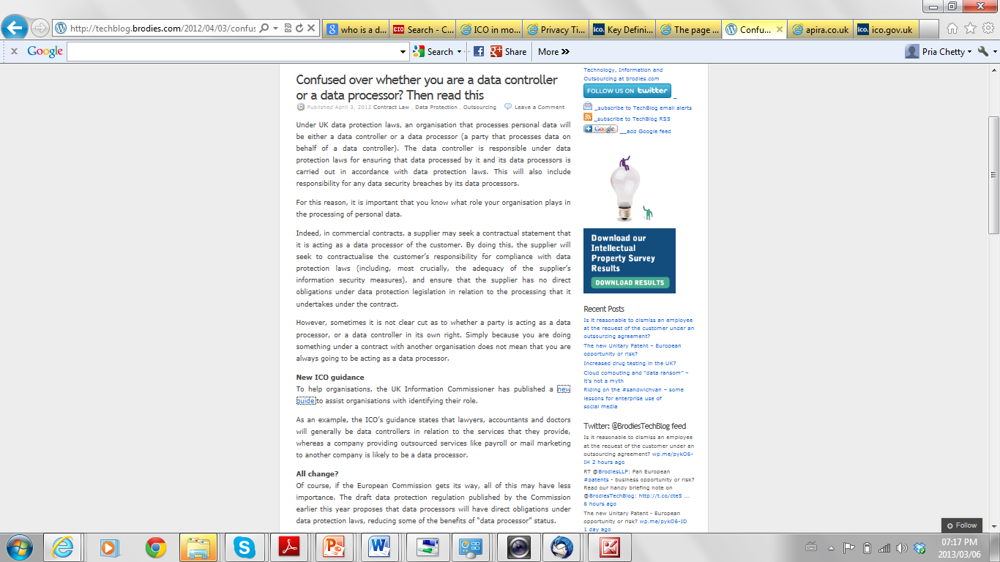 http://techblog.brodies.com/2012/04/03/confus
who is a d...
CIO Search - C...
ICO in mo...
Privacy Ti...
ico. Key Defini...
The page ...
Confu...
apira.co.uk
ico. ico.gov.uk
x Google
Search
Share
More »
Pria Chetty
Confused over whether you are a data controller
or a data processor? Then read this
Published April 3, 2012 Contract Law , Data Protection , Outsourcing
Leave a Comment
Under UK data protection laws, an organisation that processes personal data will
be either a data controller or a data processor (a party that processes data on
behalf of a data controller). The data controller is responsible under data
protection laws for ensuring that data processed by it and its data processors is
carried out in accordance with data protection laws. This will also include
responsibility for any data security breaches by its data processors.
For this reason, it is important that you know what role your organisation plays in
the processing of personal data.
Indeed, in commercial contracts, a supplier may seek a contractual statement that
it is acting as a data processor of the customer. By doing this, the supplier will
seek to contractualise the customer's responsibility for compliance with data
protection laws (including, most crucially, the adequacy of the supplier's
information security measures), and ensure that the supplier has no direct
obligations under data protection legislation in relation to the processing that it
undertakes under the contract.
However, sometimes it is not clear cut as to whether a party is acting as a data
processor, or a data controller in its own right. Simply because you are doing
something under a contract with another organisation does not mean that you are
always going to be acting as a data processor.
New ICO guidance
To help organisations, the UK Information Commissioner has published a new
guide to assist organisations with identifying their role.
As an example, the ICO's guidance states that lawyers, accountants and doctors
will generally be data controllers in relation to the services that they provide,
whereas a company providing outsourced services like payroll or mail marketing
to another company is likely to be a data processor.
All change?
Of course, if the European Commission gets its way, all of this may have less
importance. The draft data protection regulation published by the Commission
earlier this year proposes that data processors will have direct obligations under
data protection laws, reducing some of the benefits of "data processor" status.
Technology, Information and
Outsourcing at brodies.com
FOLLOW US ON twitter _
_subscribe to TechBlog email alerts
_subscribe to TechBlog RSS
+ Google __add Google feed
Download our
Intellectual
Property Survey
Results
DOWNLOAD RESULTS
Recent Posts
Is it reasonable to dismiss an employee
at the request of the customer under an
outsourcing agreement?
The new Unitary Patent – European
opportunity or risk?
Increased drug testing in the UK?
Cloud computing and "data ransom" –
it's not a myth
Riding on the #sandwichvan – some
lessons for enterprise use of
social media
Twitter: @BrodiesTechBlog feed
Is it reasonable to dismiss an employee
at the request of the customer under an
outsourcing agreement? wp.me/pykO6-
IH 2 hours ago
RT @BrodiesLLP: Pan European
#patents - business opportunity or risk?
Read our handy briefing note on
@BrodiesTechBlog: http://t.co/cteS ...
6 hours ago
The new Unitary Patent - European
opportunity or risk? wp.me/pykO6-ID
1 day ago
Follow
07:17 PM
2013/03/06